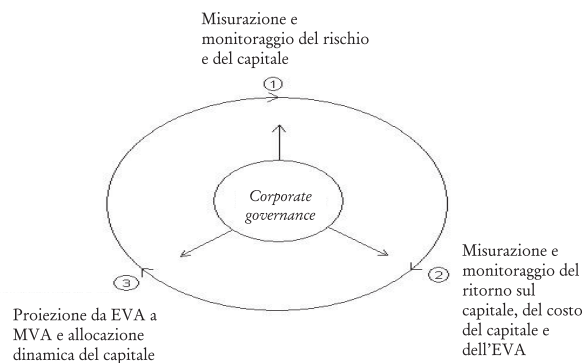 Misurazione e
monitoraggio del rischio
e del capitale
1
Corporate
governance
Misurazione e
monitoraggio del
ritorno sul
capitale, del costo
del capitale e
dell'EVA
2
3
Proiezione da EVA a
MVA e allocazione
dinamica del capitale